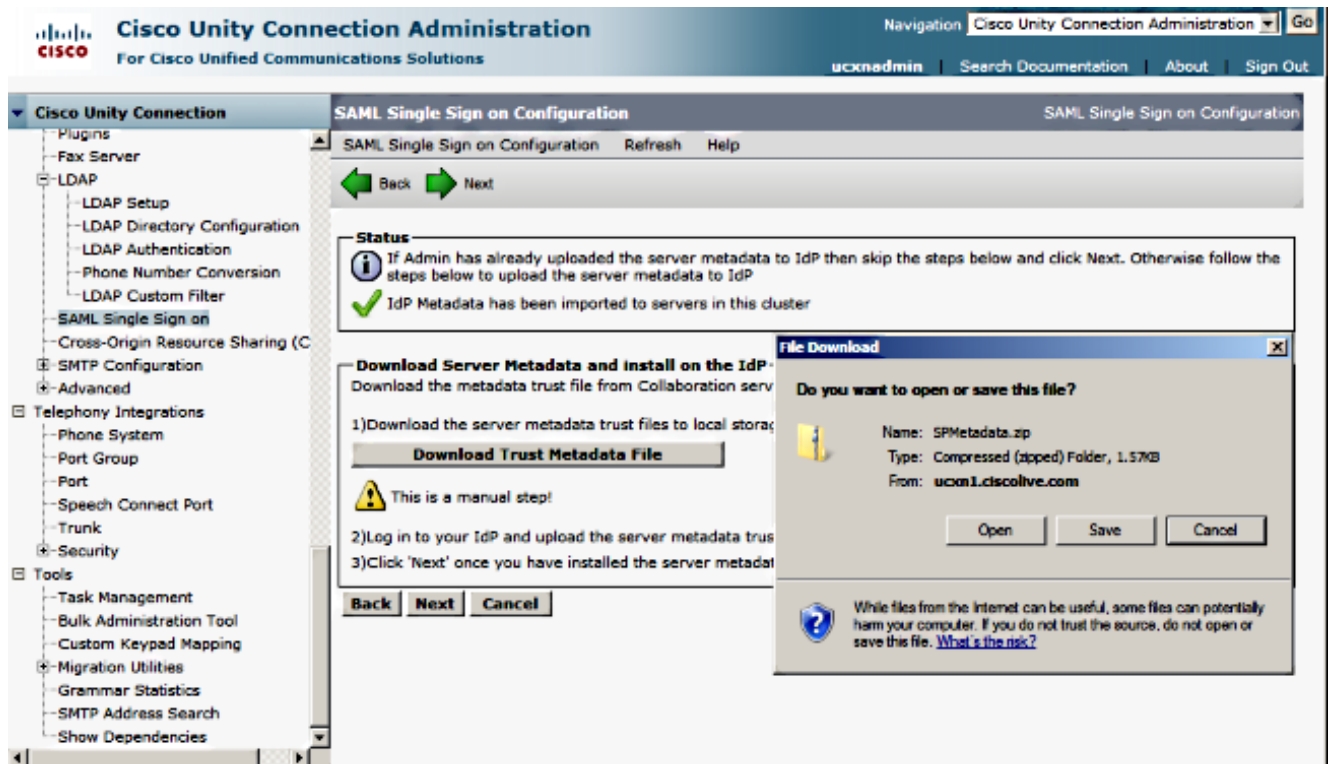 Cisco Unity Connection Administration
For Cisco Unified Communications Solutions
CISCO
Navigation Cisco Unity Connection Administration Go
ucxnadmin Search Documentation About Sign Out
Cisco Unity Connection
Plugins
Fax Server
LDAP
LDAP Setup
LDAP Directory Configuration
LDAP Authentication
Phone Number Conversion
LDAP Custom Filter
SAML Single Sign on
Cross-Origin Resource Sharing (C
SMTP Configuration
Advanced
Telephony Integrations
Phone System
Port Group
Port
Speech Connect Port
Trunk
Security
Tools
Task Management
Bulk Administration Tool
Custom Keypad Mapping
Migration Utilities
Grammar Statistics
SMTP Address Search
Show Dependencies
SAML Single Sign on Configuration SAML Single Sign on Configuration
SAML Single Sign on Configuration Refresh Help
Back Next
Status
If Admin has already uploaded the server metadata to IdP then skip the steps below and click Next. Otherwise follow the
steps below to upload the server metadata to IdP
IdP Metadata has been imported to servers in this cluster
Download Server Metadata and install on the IdP
Download the metadata trust file from Collaboration serv
1)Download the server metadata trust files to local storag
Download Trust Metadata File
This is a manual step!
2)Log in to your IdP and upload the server metadata trus
3)Click 'Next' once you have installed the server metadat
Back Next Cancel
File Download
Do you want to open or save this file?
Name: SPMetadata.zip
Type: Compressed (zipped) Folder, 1.57KB
From: ucxn1.ciscolive.com
Open Save Cancel
While files from the Internet can be useful, some files can potentially
harm your computer. If you do not trust the source, do not open or
save this file. What's the risk?